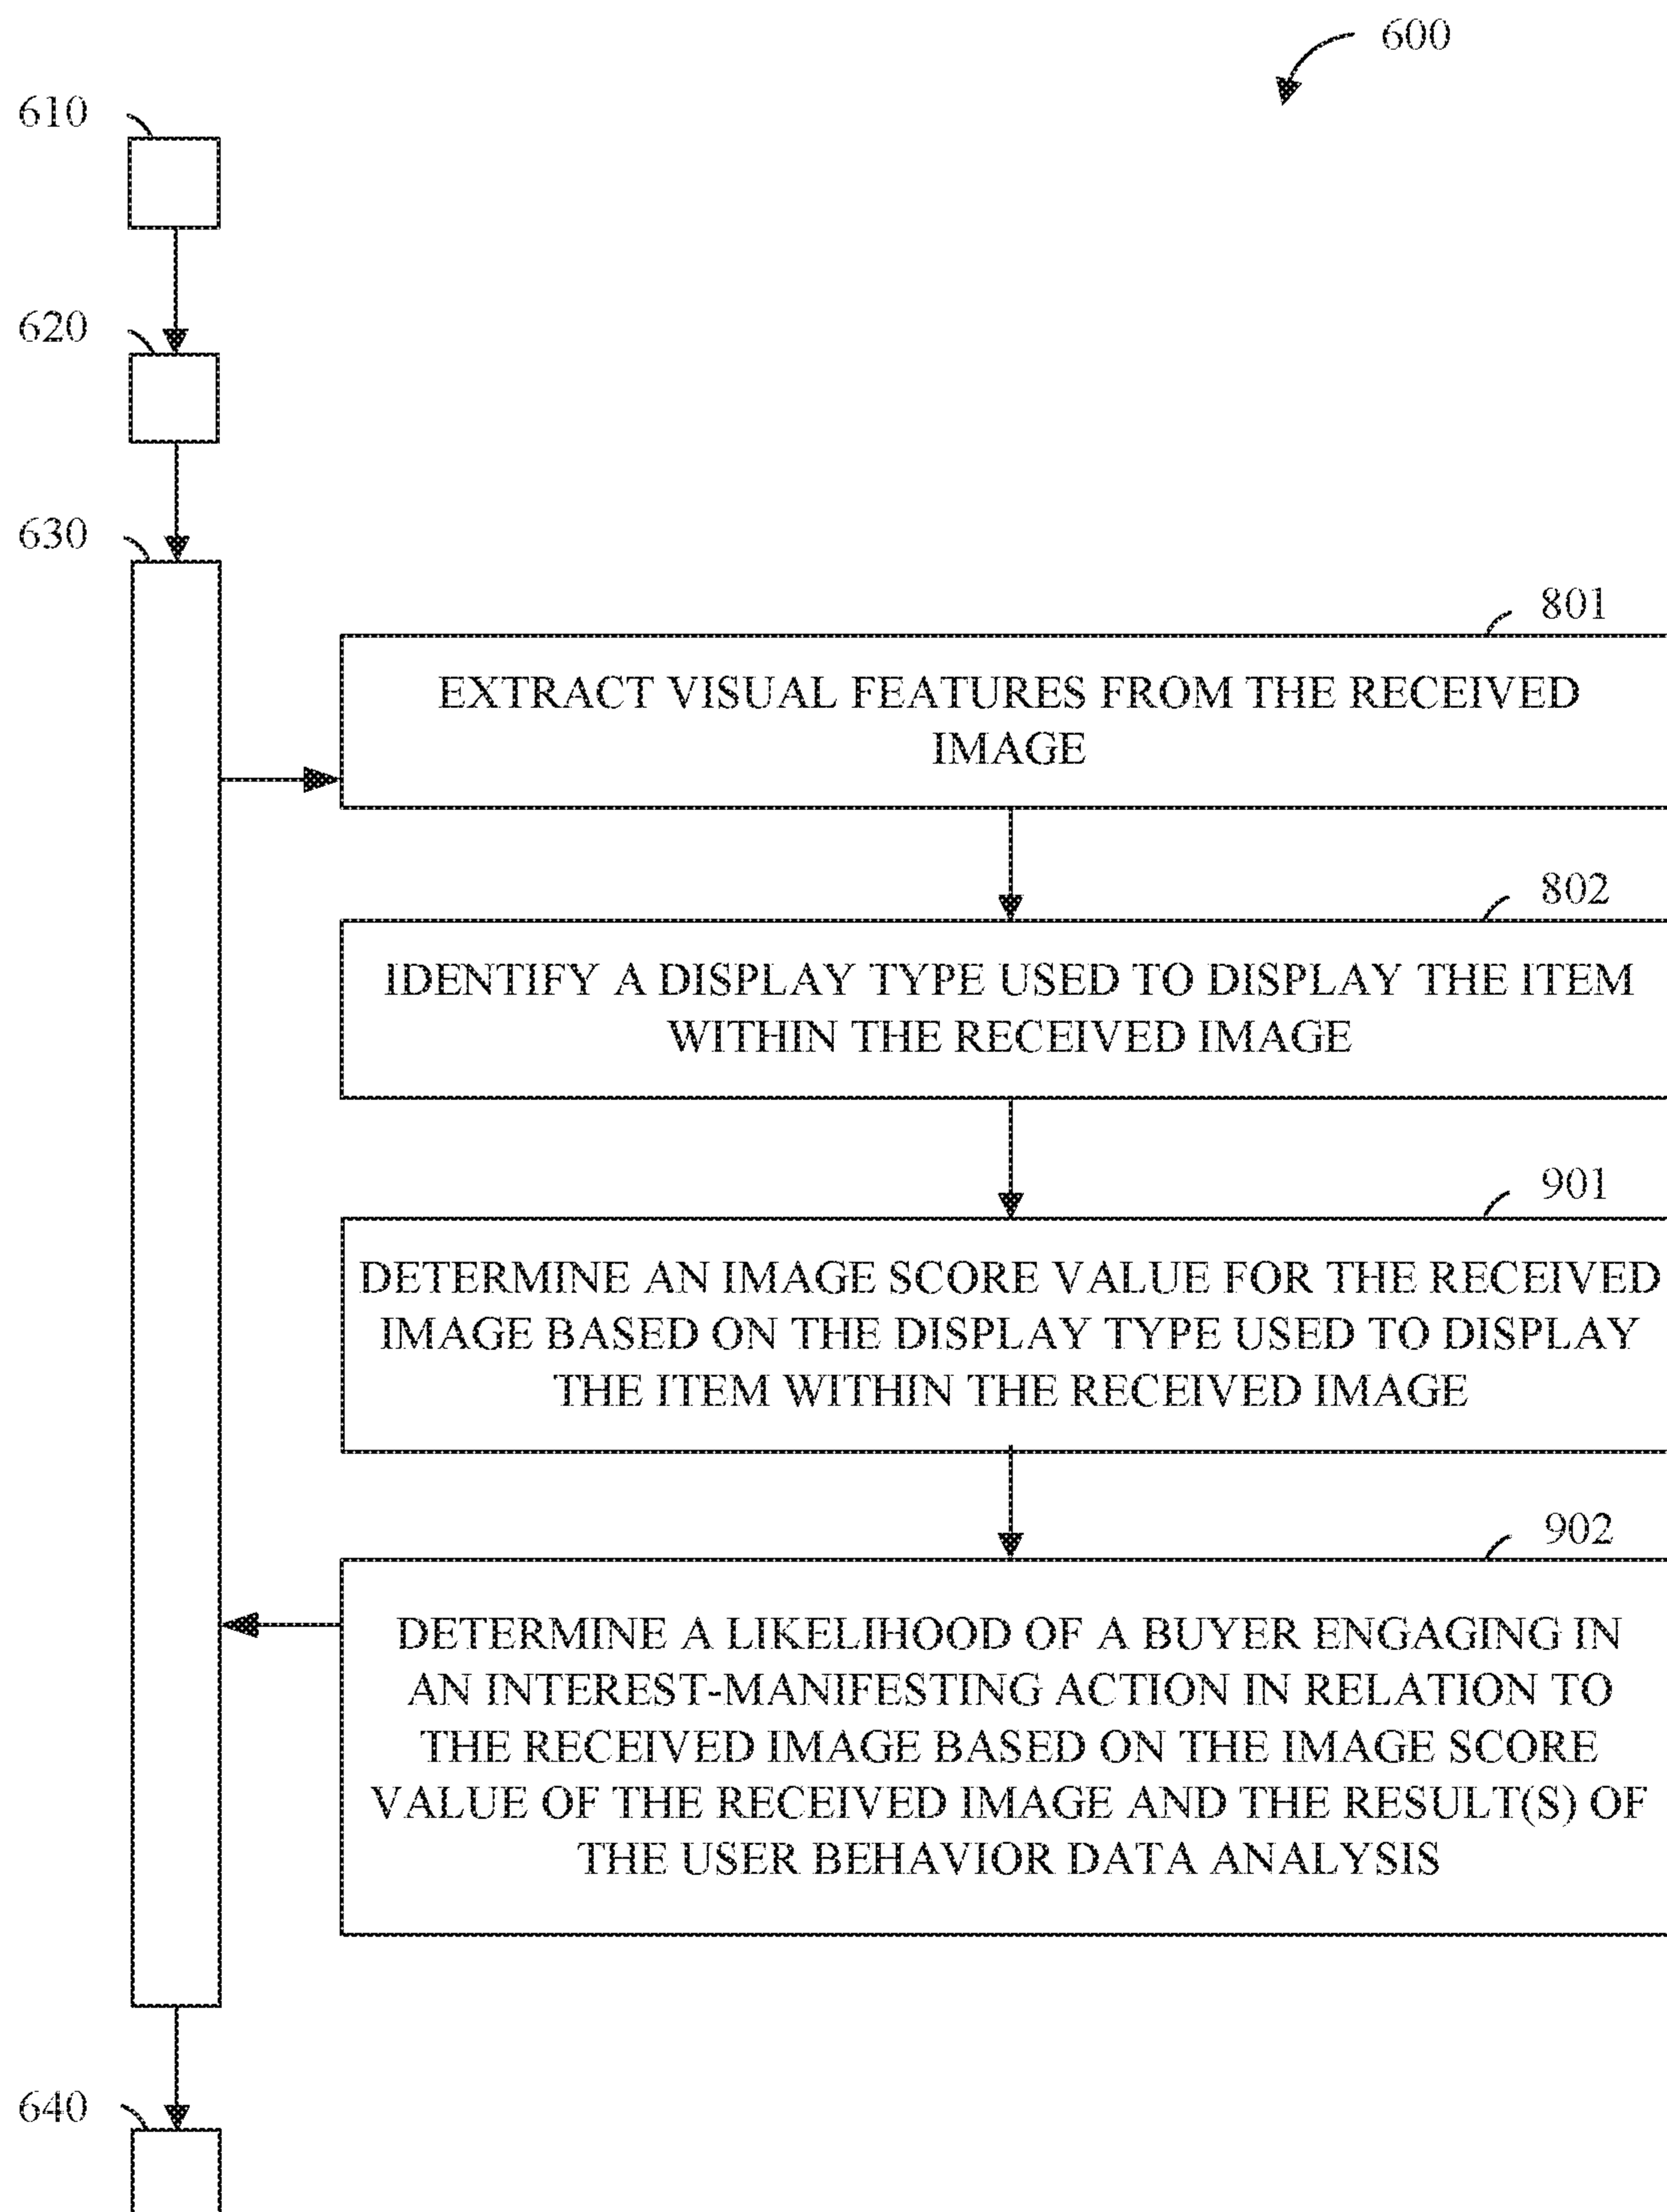 600
610
620
630
801
EXTRACT VISUAL FEATURES FROM THE RECEIVED
IMAGE
802
IDENTIFY A DISPLAY TYPE USED TO DISPLAY THE ITEM
WITHIN THE RECEIVED IMAGE
901
DETERMINE AN IMAGE SCORE VALUE FOR THE RECEIVED
IMAGE BASED ON THE DISPLAY TYPE USED TO DISPLAY
THE ITEM WITHIN THE RECEIVED IMAGE
902
DETERMINE A LIKELIHOOD OF A BUYER ENGAGING IN
AN INTEREST-MANIFESTING ACTION IN RELATION TO
THE RECEIVED IMAGE BASED ON THE IMAGE SCORE
VALUE OF THE RECEIVED IMAGE AND THE RESULT(S) OF
THE USER BEHAVIOR DATA ANALYSIS
640